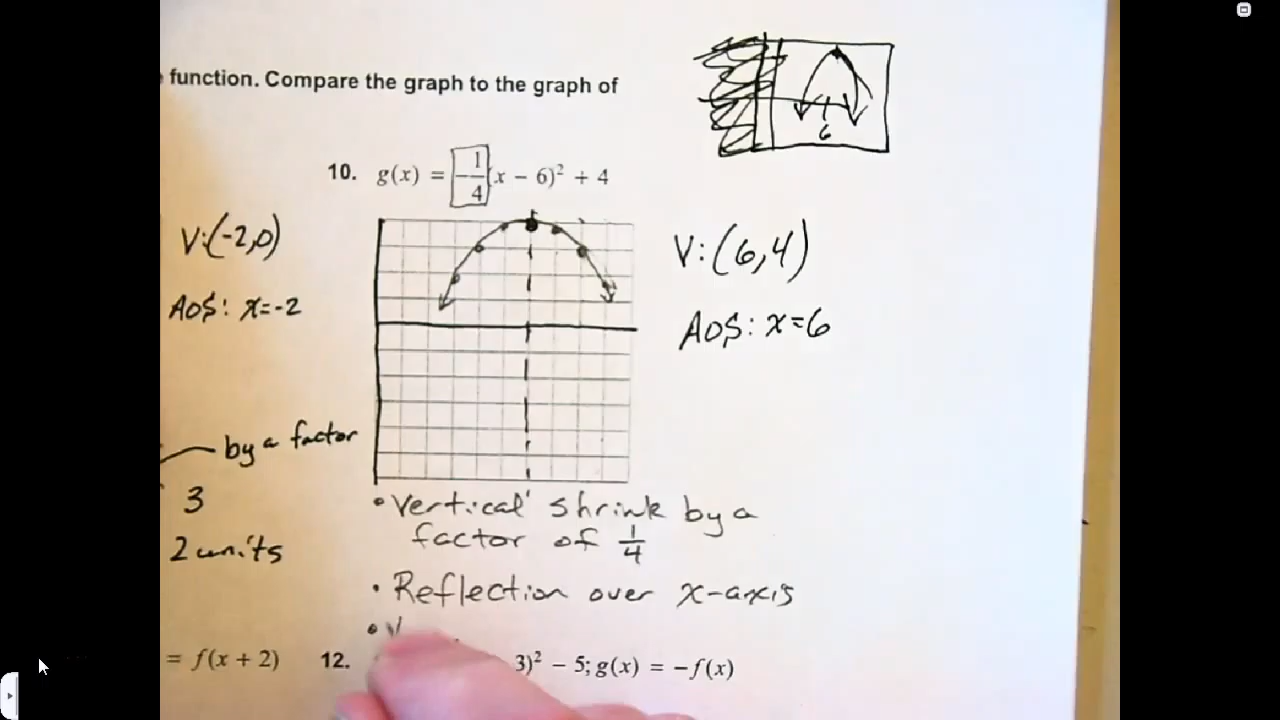 function. Compare the graph to the graph of
6
10. g(x) = -1/4(x − 6)² + 4
V:(-2,0)
V:(6,4)
AOS: x=-2
AOS: x=6
by a factor
3
2 units
• Vertical shrink by a
factor of 1/4
• Reflection over x-axis
• V
= f(x + 2)
12. 3)² − 5; g(x) = −f(x)